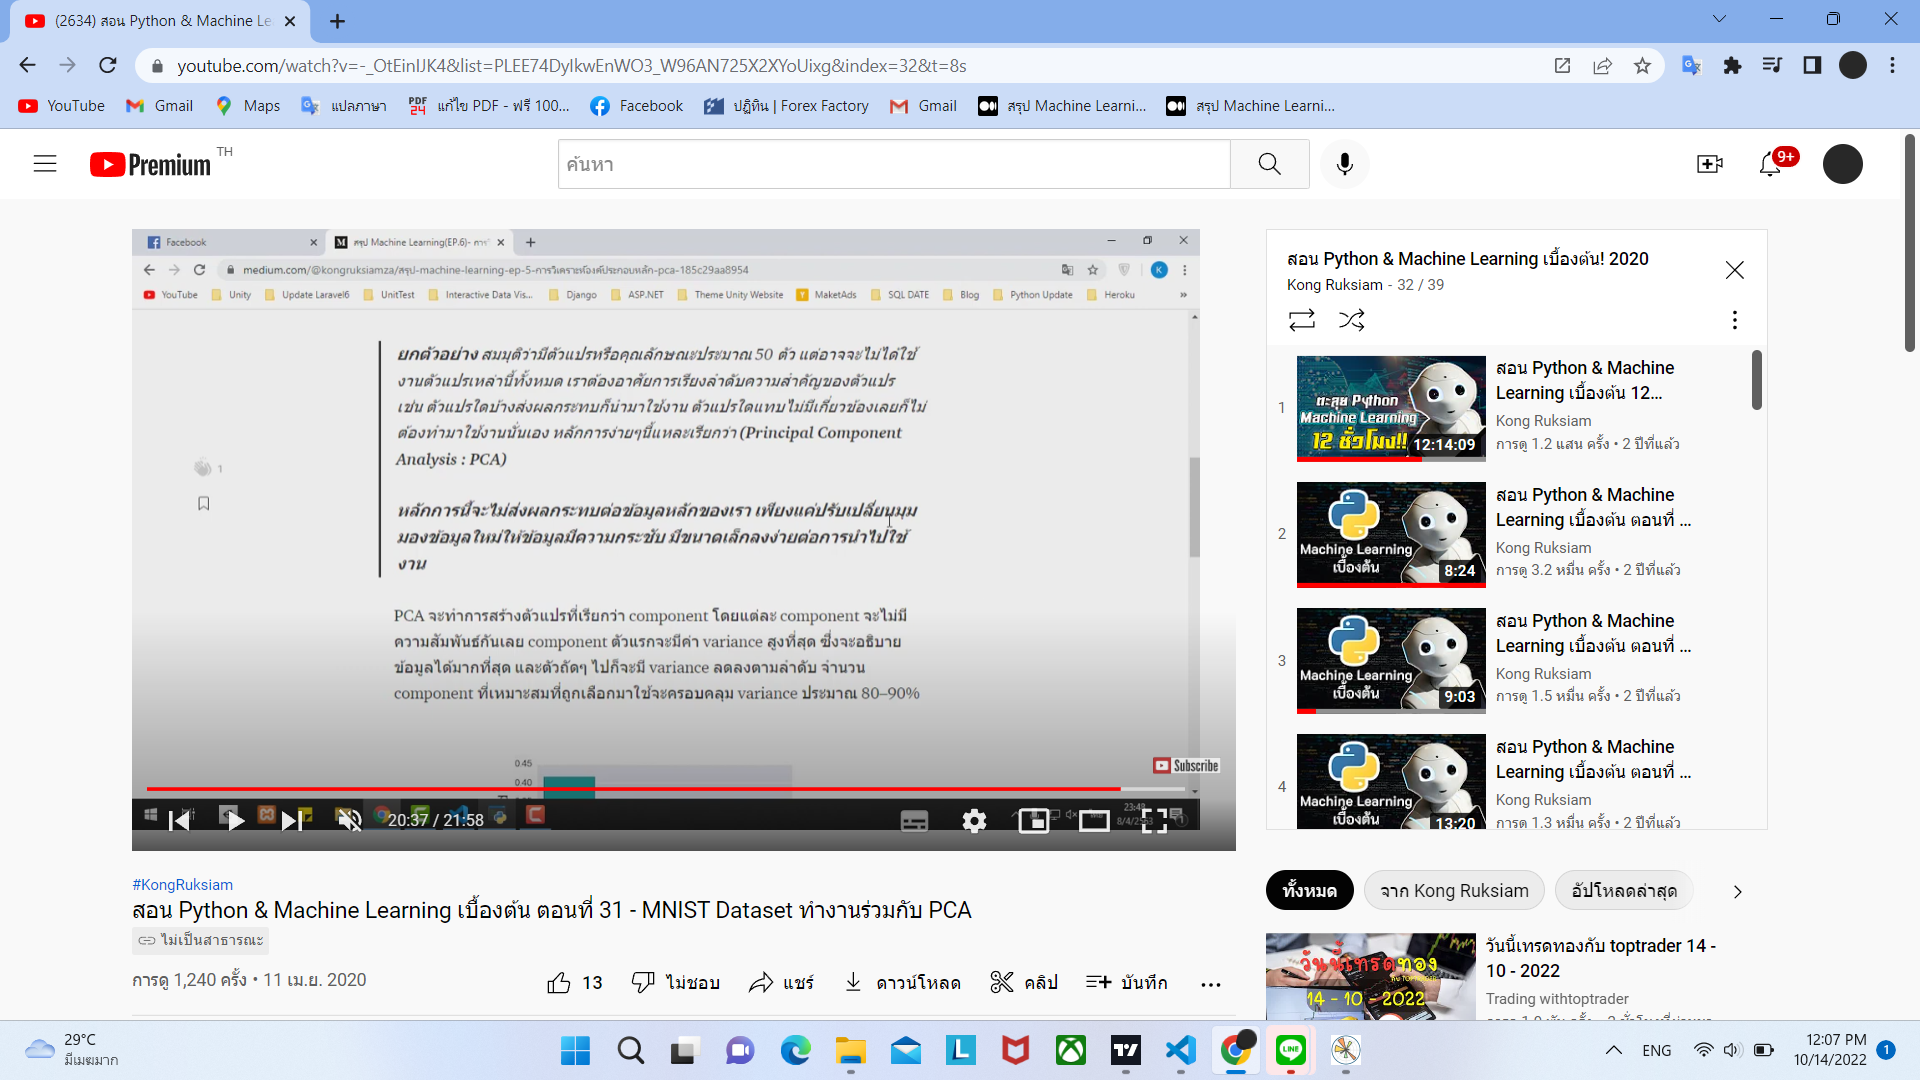 (2634) สอน Python & Machine Le
youtube.com/watch?v=-_OtEinIJK4&list=PLEE74DyIkwEnWO3_W96AN725X2XYoUixg&index=32&t=8s
YouTube
Gmail
Maps
แปลภาษา
แก้ไข PDF - ฟรี 100...
Facebook
ปฏิทิน | Forex Factory
Gmail
สรุป Machine Learni...
สรุป Machine Learni...
Premium TH
ค้นหา
9+
Facebook
สรุป Machine Learning(EP.6)- การ
medium.com/@kongruksiamza/สรุป-machine-learning-ep-5-การวิเคราะห์องค์ประกอบหลัก-pca-185c29aa8954
YouTube
Unity
Update Laravel6
UnitTest
Interactive Data Vis...
Django
ASP.NET
Theme Unity Website
MaketAds
SQL DATE
Blog
Python Update
Heroku
ยกตัวอย่าง สมมุติว่ามีตัวแปรหรือคุณลักษณะประมาณ 50 ตัว แต่อาจจะไม่ได้ใช้
งานตัวแปรเหล่านี้ทั้งหมด เราต้องอาศัยการเรียงลำดับความสำคัญของตัวแปร
เช่น ตัวแปรใดบ้างส่งผลกระทบก็นำมาใช้งาน ตัวแปรใดแทบไม่มีเกี่ยวข้องเลยก็ไม่
ต้องทำมาใช้งานนั่นเอง หลักการง่ายๆนี้แหละเรียกว่า (Principal Component
Analysis : PCA)
1
หลักการนี้จะไม่ส่งผลกระทบต่อข้อมูลหลักของเรา เพียงแค่ปรับเปลี่ยนมุม
มองข้อมูลใหม่ให้ข้อมูลมีความกระชับ มีขนาดเล็กลงง่ายต่อการนำไปใช้
งาน
PCA จะทำการสร้างตัวแปรที่เรียกว่า component โดยแต่ละ component จะไม่มี
ความสัมพันธ์กันเลย component ตัวแรกจะมีค่า variance สูงที่สุด ซึ่งจะอธิบาย
ข้อมูลได้มากที่สุด และตัวถัดๆ ไปก็จะมี variance ลดลงตามลำดับ จำนวน
component ที่เหมาะสมที่ถูกเลือกมาใช้จะครอบคลุม variance ประมาณ 80–90%
0.45
0.40
Subscribe
20:37 / 21:58
23:48
#KongRuksiam
สอน Python & Machine Learning เบื้องต้น ตอนที่ 31 - MNIST Dataset ทำงานร่วมกับ PCA
ไม่เป็นสาธารณะ
การดู 1,240 ครั้ง • 11 เม.ย. 2020
13
ไม่ชอบ
แชร์
ดาวน์โหลด
คลิป
บันทึก
สอน Python & Machine Learning เบื้องต้น! 2020
Kong Ruksiam - 32 / 39
1
ตะลุย Python
Machine Learning
12 ชั่วโมง!!
12:14:09
สอน Python & Machine
Learning เบื้องต้น 12...
Kong Ruksiam
การดู 1.2 แสน ครั้ง • 2 ปีที่แล้ว
2
Machine Learning
เบื้องต้น
8:24
สอน Python & Machine
Learning เบื้องต้น ตอนที่ ...
Kong Ruksiam
การดู 3.2 หมื่น ครั้ง • 2 ปีที่แล้ว
3
Machine Learning
เบื้องต้น
9:03
สอน Python & Machine
Learning เบื้องต้น ตอนที่ ...
Kong Ruksiam
การดู 1.5 หมื่น ครั้ง • 2 ปีที่แล้ว
4
Machine Learning
เบื้องต้น
13:20
สอน Python & Machine
Learning เบื้องต้น ตอนที่ ...
Kong Ruksiam
การดู 1.3 หมื่น ครั้ง • 2 ปีที่แล้ว
ทั้งหมด
จาก Kong Ruksiam
อัปโหลดล่าสุด
วันนี้เทรดทอง
14 - 10 - 2022
วันนี้เทรดทองกับ toptrader 14 -
10 - 2022
Trading withtoptrader
29°C
มีเมฆมาก
ENG
12:07 PM
10/14/2022
1